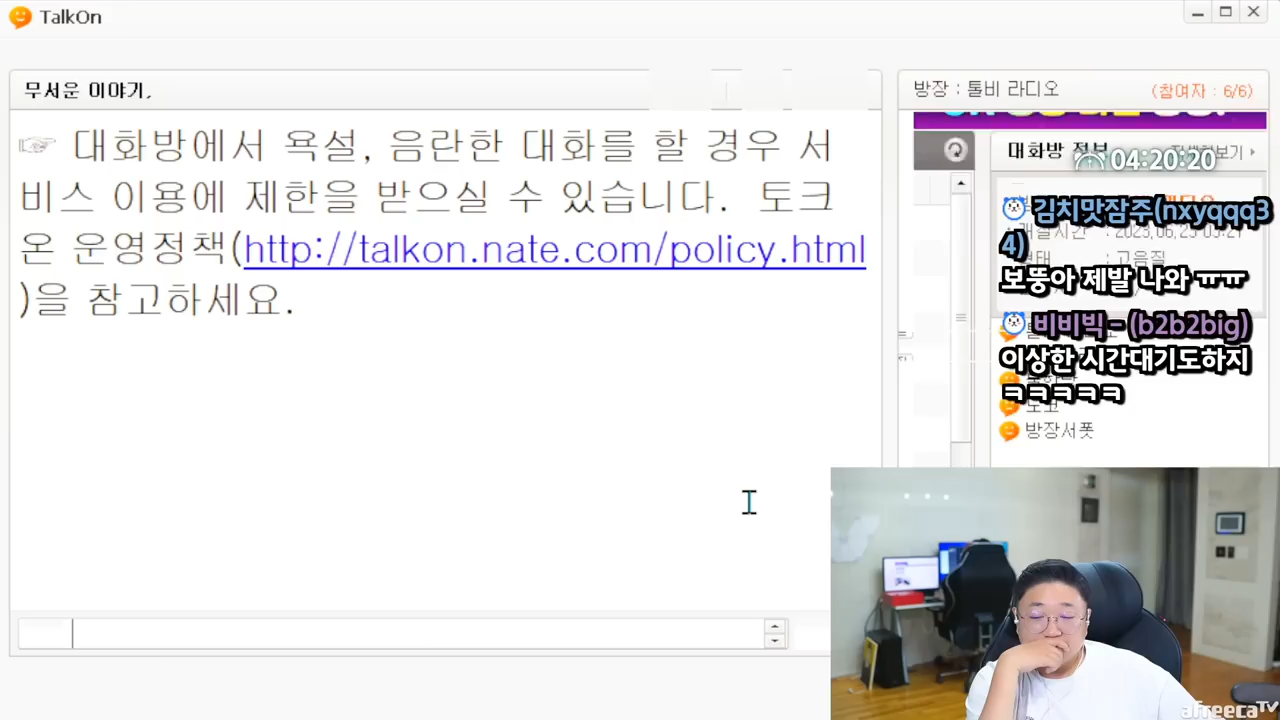 TalkOn
무서운 이야기,
☞ 대화방에서 욕설, 음란한 대화를 할 경우 서
비스 이용에 제한을 받으실 수 있습니다. 토크
온 운영정책(http://talkon.nate.com/policy.html
)을 참고하세요.
방장 : 톨비 라디오
(참여자 : 6/6)
대화방 정보
04:20:20
김치맛잠주(nxyqqq3
4)
: 고음질
보뚱아 제발 나와 ㅠㅠ
비비빅 - (b2b2big)
이상한 시간대기도하지
ㅋㅋㅋㅋㅋ
도코
방장서폿
afreecaTV